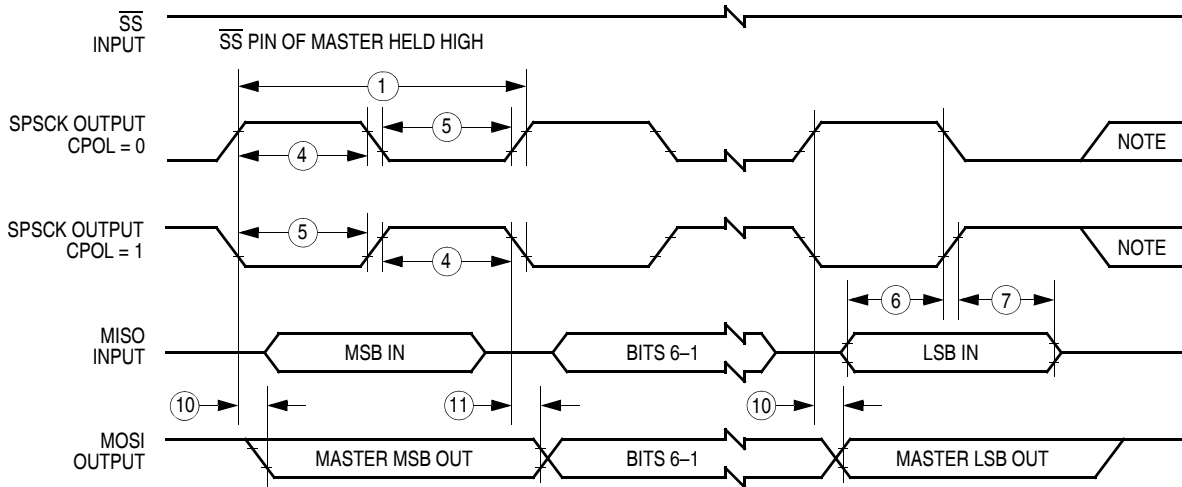 SS
INPUT
SS PIN OF MASTER HELD HIGH
1
SPSCK OUTPUT
CPOL = 0
5
4
NOTE
SPSCK OUTPUT
CPOL = 1
5
4
NOTE
6
7
MISO
INPUT
MSB IN
BITS 6–1
LSB IN
10
11
10
MOSI
OUTPUT
MASTER MSB OUT
BITS 6–1
MASTER LSB OUT